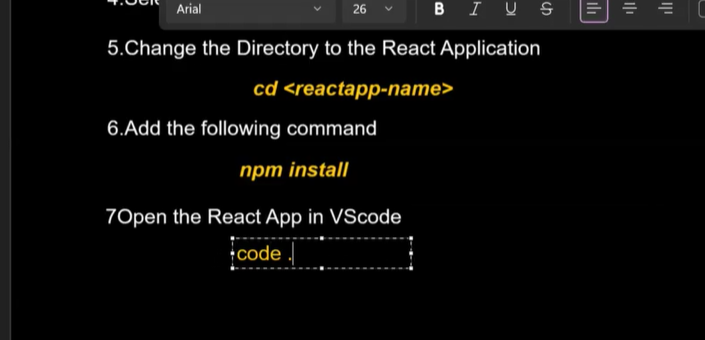 Arial 26 B I U S
5.Change the Directory to the React Application
cd <reactapp-name>
6.Add the following command
npm install
7Open the React App in VScode
code .